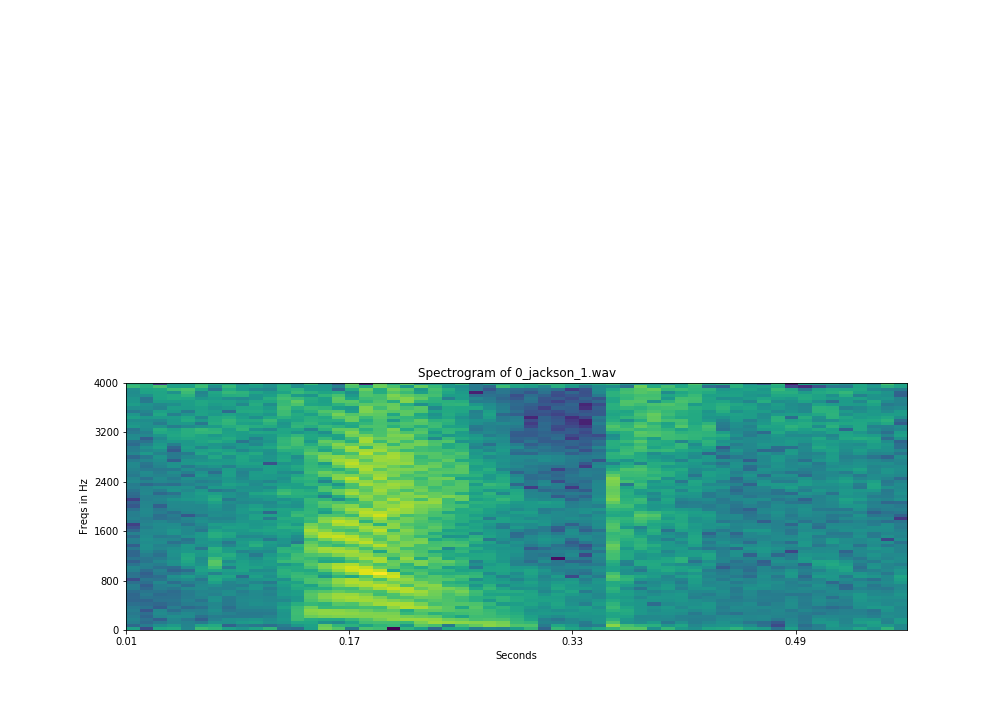 Spectrogram of 0_jackson_1.wav
4000
3200
2400
1600
800
0
Freqs in Hz
0.01 0.17 0.33 0.49
Seconds